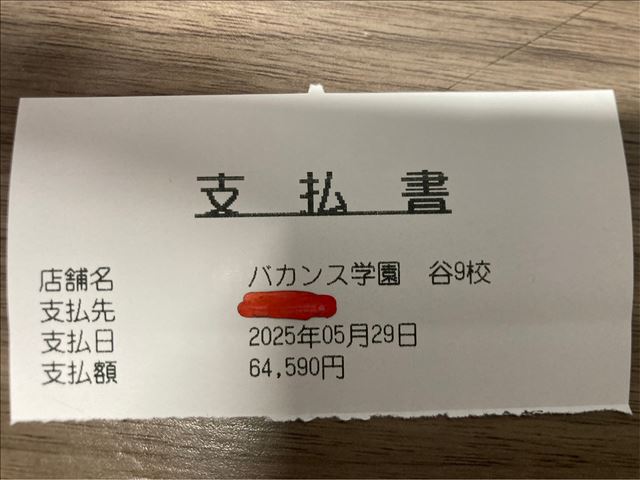 支払書
店舗名 バカンス学園 谷9校
支払先
支払日 2025年05月29日
支払額 64,590円